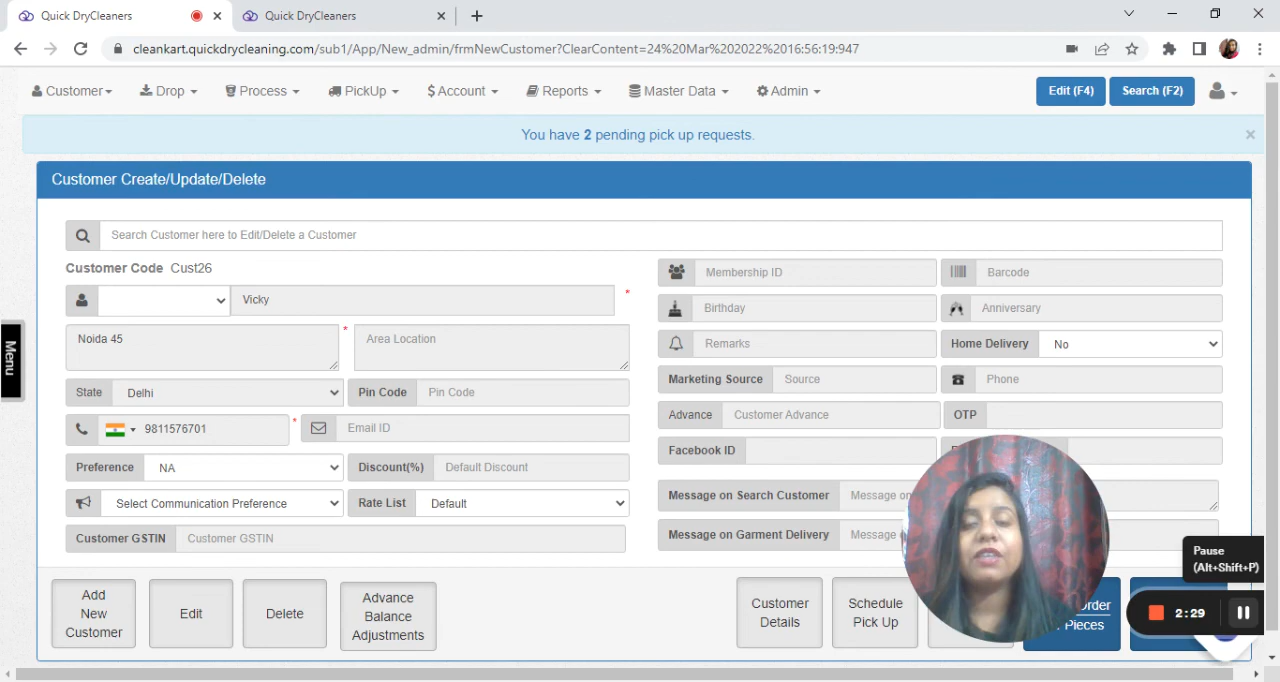 Quick DryCleaners
Quick DryCleaners
cleankart.quickdrycleaning.com/sub1/App/New_admin/frmNewCustomer?ClearContent=24%20Mar%202022%2016:56:19:947
Customer Drop Process PickUp $ Account Reports Master Data Admin Edit (F4) Search (F2)
You have 2 pending pick up requests.
Customer Create/Update/Delete
Search Customer here to Edit/Delete a Customer
Customer Code Cust26
Vicky *
Noida 45 * Area Location
State Delhi Pin Code Pin Code
9811576701 * Email ID
Preference NA Discount(%) Default Discount
Select Communication Preference Rate List Default
Customer GSTIN Customer GSTIN
Membership ID Barcode
Birthday Anniversary
Remarks Home Delivery No
Marketing Source Source Phone
Advance Customer Advance OTP
Facebook ID
Message on Search Customer Message on
Message on Garment Delivery Message
Menu
Add New Customer
Edit
Delete
Advance Balance Adjustments
Customer Details
Schedule Pick Up
Pieces
Pause
(Alt+Shift+P)
2:29